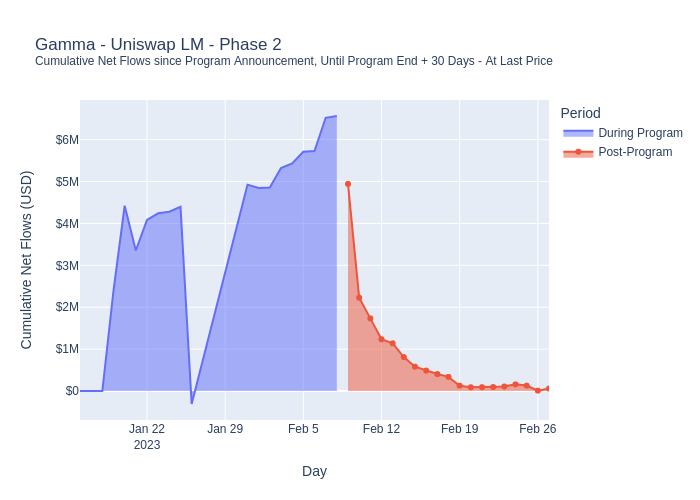 Gamma - Uniswap LM - Phase 2
Cumulative Net Flows since Program Announcement, Until Program End + 30 Days - At Last Price
Period
During Program
Post-Program
Cumulative Net Flows (USD)
$6M
$5M
$4M
$3M
$2M
$1M
$0
Jan 22
2023
Jan 29
Feb 5
Feb 12
Feb 19
Feb 26
Day